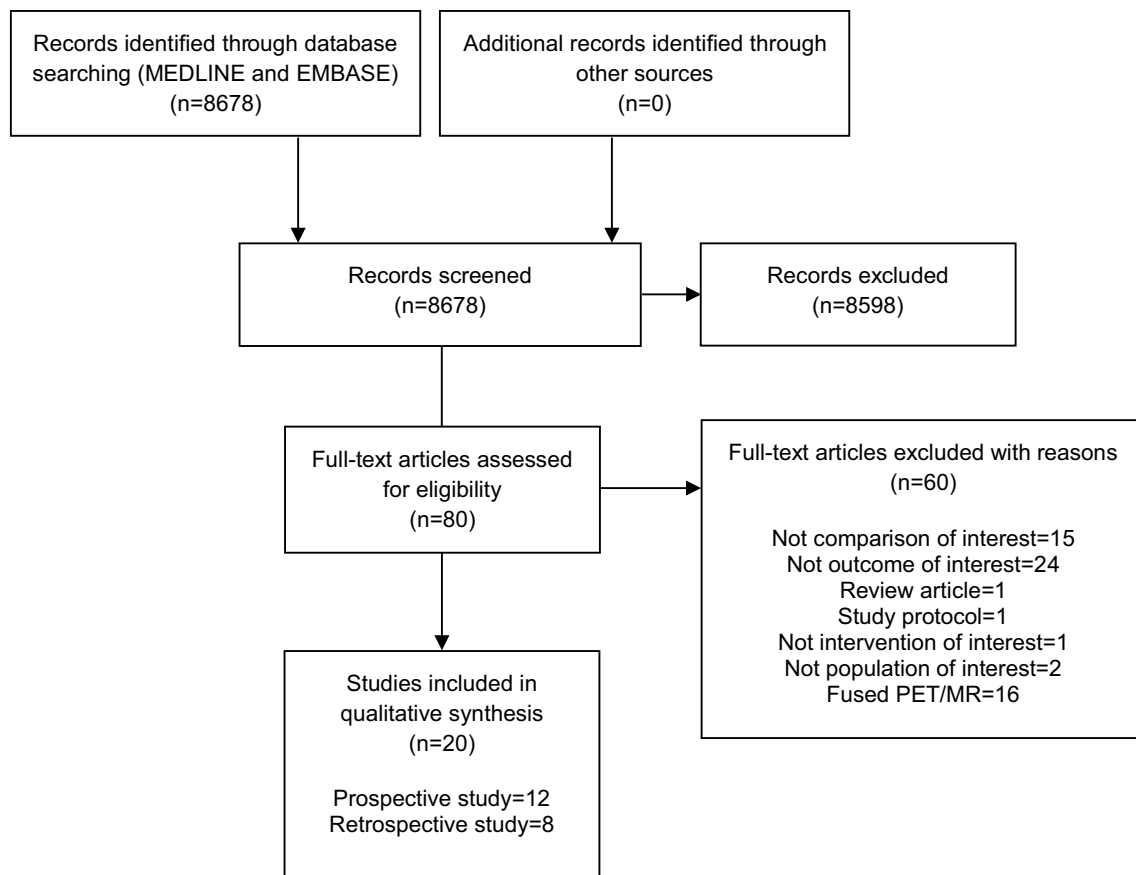 Records identified through database
searching (MEDLINE and EMBASE)
(n=8678)
Additional records identified through
other sources
(n=0)
Records screened
(n=8678)
Records excluded
(n=8598)
Full-text articles assessed
for eligibility
(n=80)
Full-text articles excluded with reasons
(n=60)
Not comparison of interest=15
Not outcome of interest=24
Review article=1
Study protocol=1
Not intervention of interest=1
Not population of interest=2
Fused PET/MR=16
Studies included in
qualitative synthesis
(n=20)
Prospective study=12
Retrospective study=8